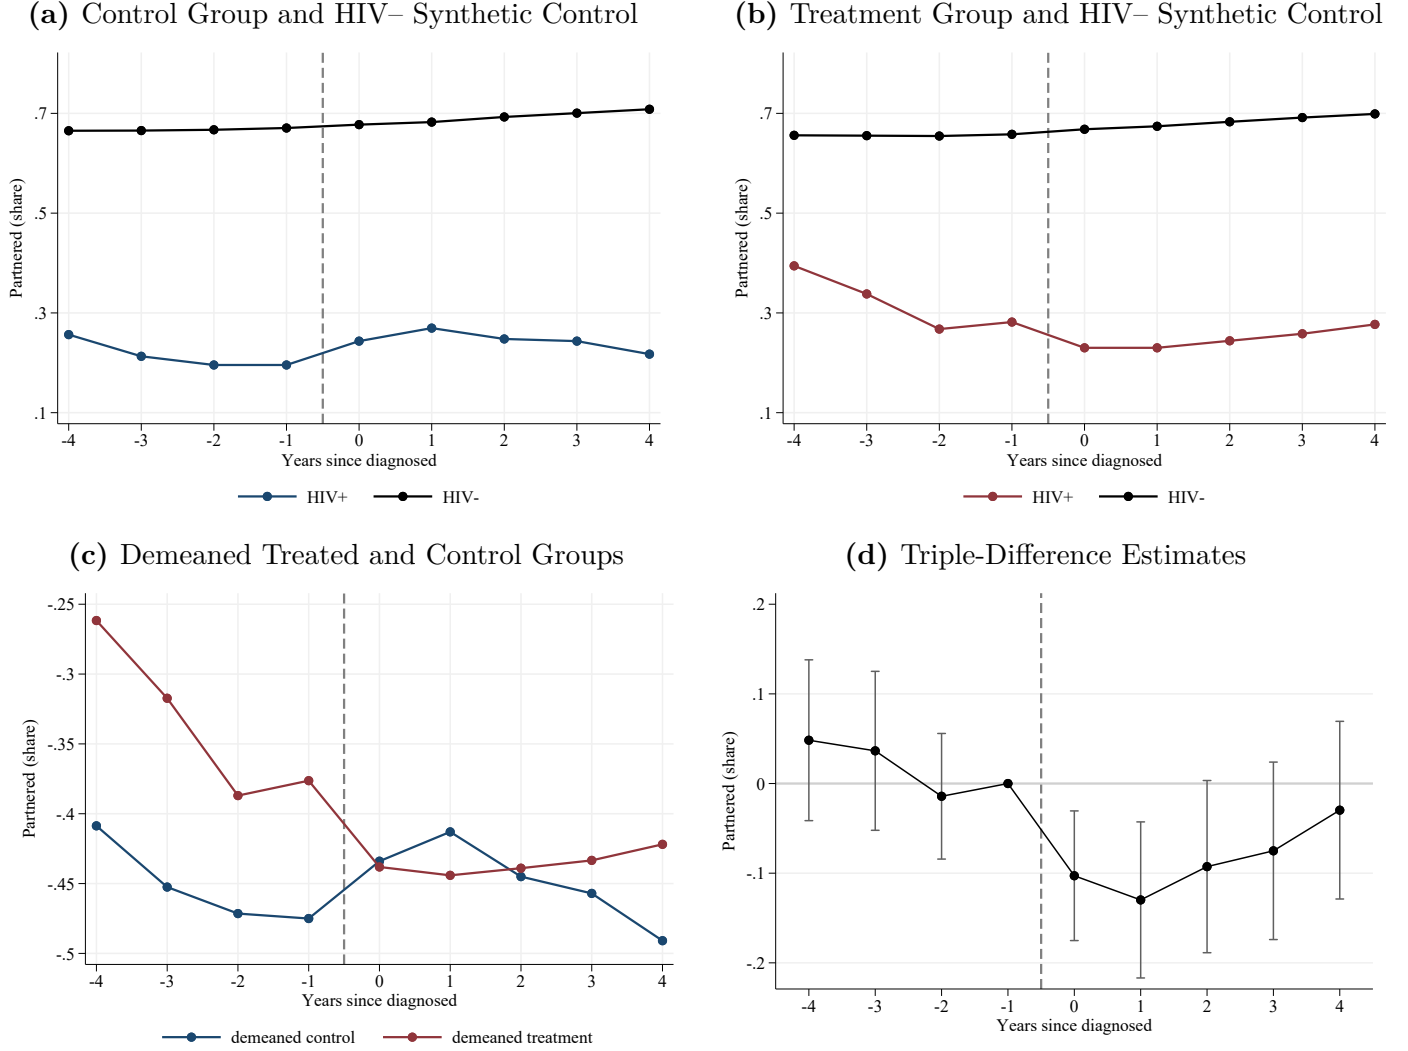 (a) Control Group and HIV– Synthetic Control
Partnered (share)
.7
.5
.3
.1
-4 -3 -2 -1 0 1 2 3 4
Years since diagnosed
HIV+ HIV-
(b) Treatment Group and HIV– Synthetic Control
Partnered (share)
.7
.5
.3
.1
-4 -3 -2 -1 0 1 2 3 4
Years since diagnosed
HIV+ HIV-
(c) Demeaned Treated and Control Groups
Partnered (share)
-.25
-.3
-.35
-.4
-.45
-.5
-4 -3 -2 -1 0 1 2 3 4
Years since diagnosed
demeaned control demeaned treatment
(d) Triple-Difference Estimates
Partnered (share)
.2
.1
0
-.1
-.2
-4 -3 -2 -1 0 1 2 3 4
Years since diagnosed